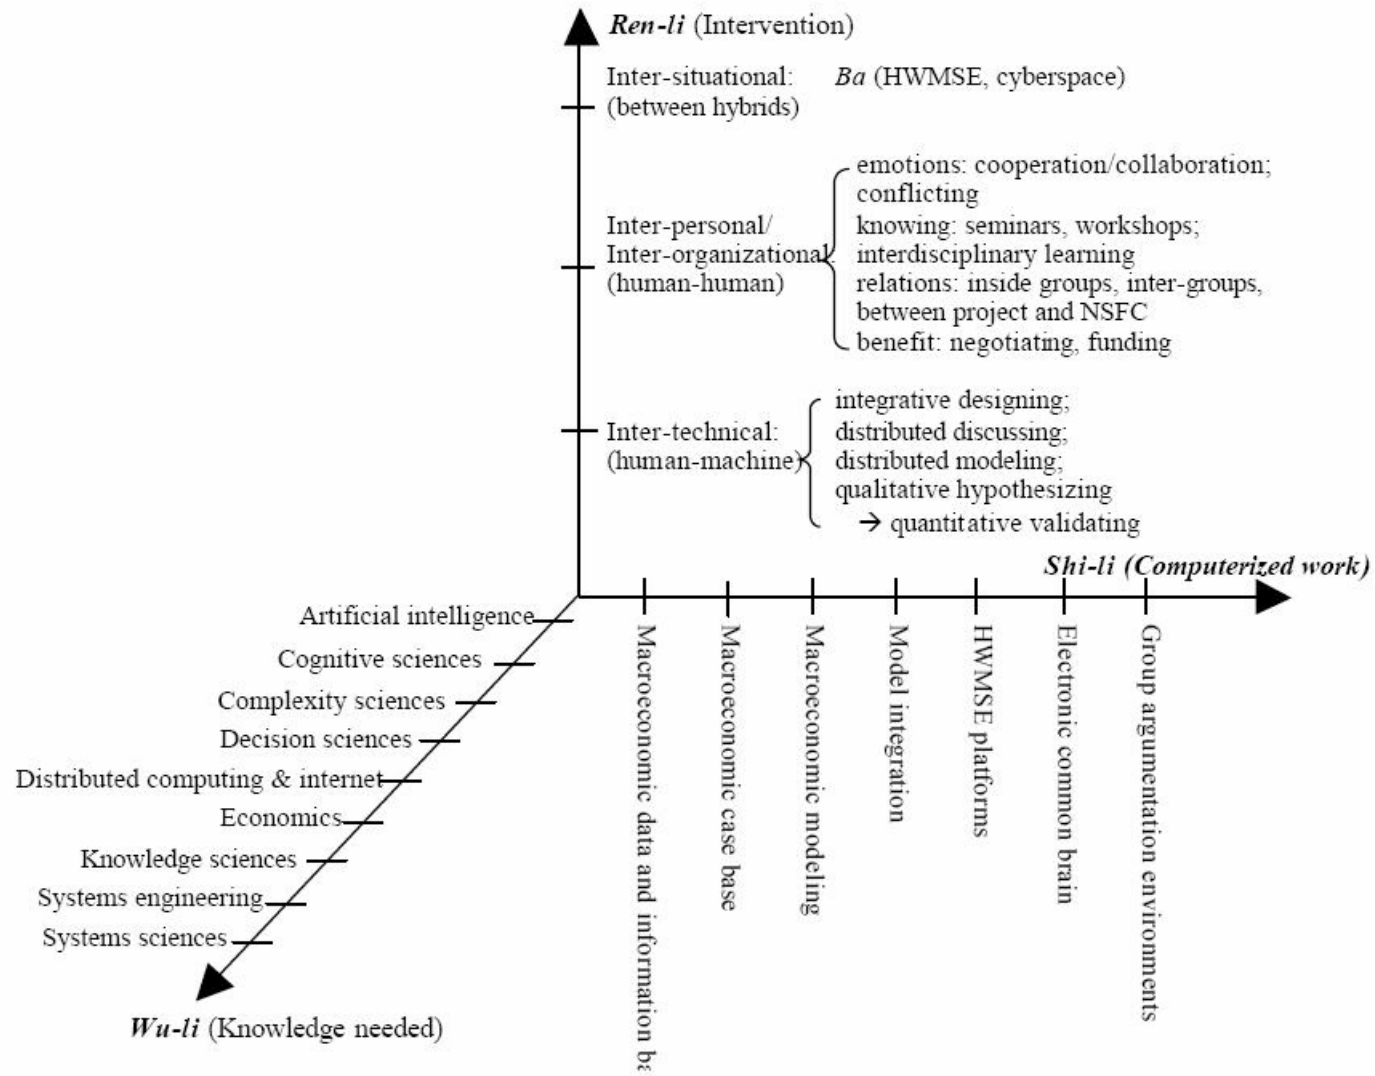 Ren-li (Intervention)
Inter-situational: Ba (HWMSE, cyberspace)
(between hybrids)
emotions: cooperation/collaboration;
conflicting
Inter-personal/
Inter-organizational:
(human-human)
knowing: seminars, workshops;
interdisciplinary learning
relations: inside groups, inter-groups,
between project and NSFC
benefit: negotiating, funding
Inter-technical:
(human-machine)
integrative designing;
distributed discussing;
distributed modeling;
qualitative hypothesizing
→ quantitative validating
Shi-li (Computerized work)
Macroeconomic data and information ba
Macroeconomic case base
Macroeconomic modeling
Model integration
HWMSE platforms
Electronic common brain
Group argumentation environments
Artificial intelligence
Cognitive sciences
Complexity sciences
Decision sciences
Distributed computing & internet
Economics
Knowledge sciences
Systems engineering
Systems sciences
Wu-li (Knowledge needed)